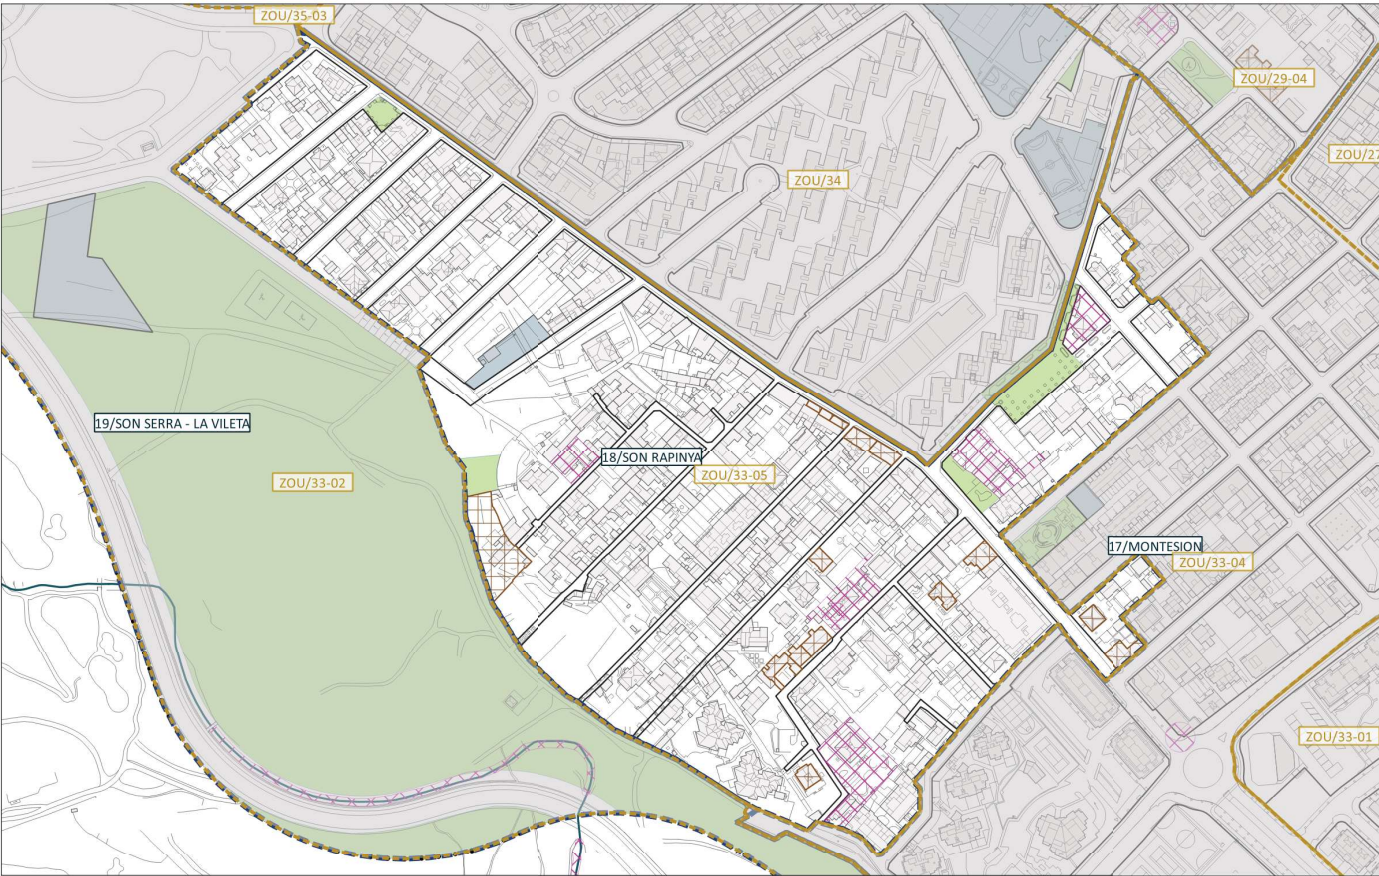 ZOU/35-03
ZOU/29-04
ZOU/27
ZOU/34
19/SON SERRA - LA VILETA
18/SON RAPINYA
ZOU/33-05
ZOU/33-02
17/MONTESION
ZOU/33-04
ZOU/33-01